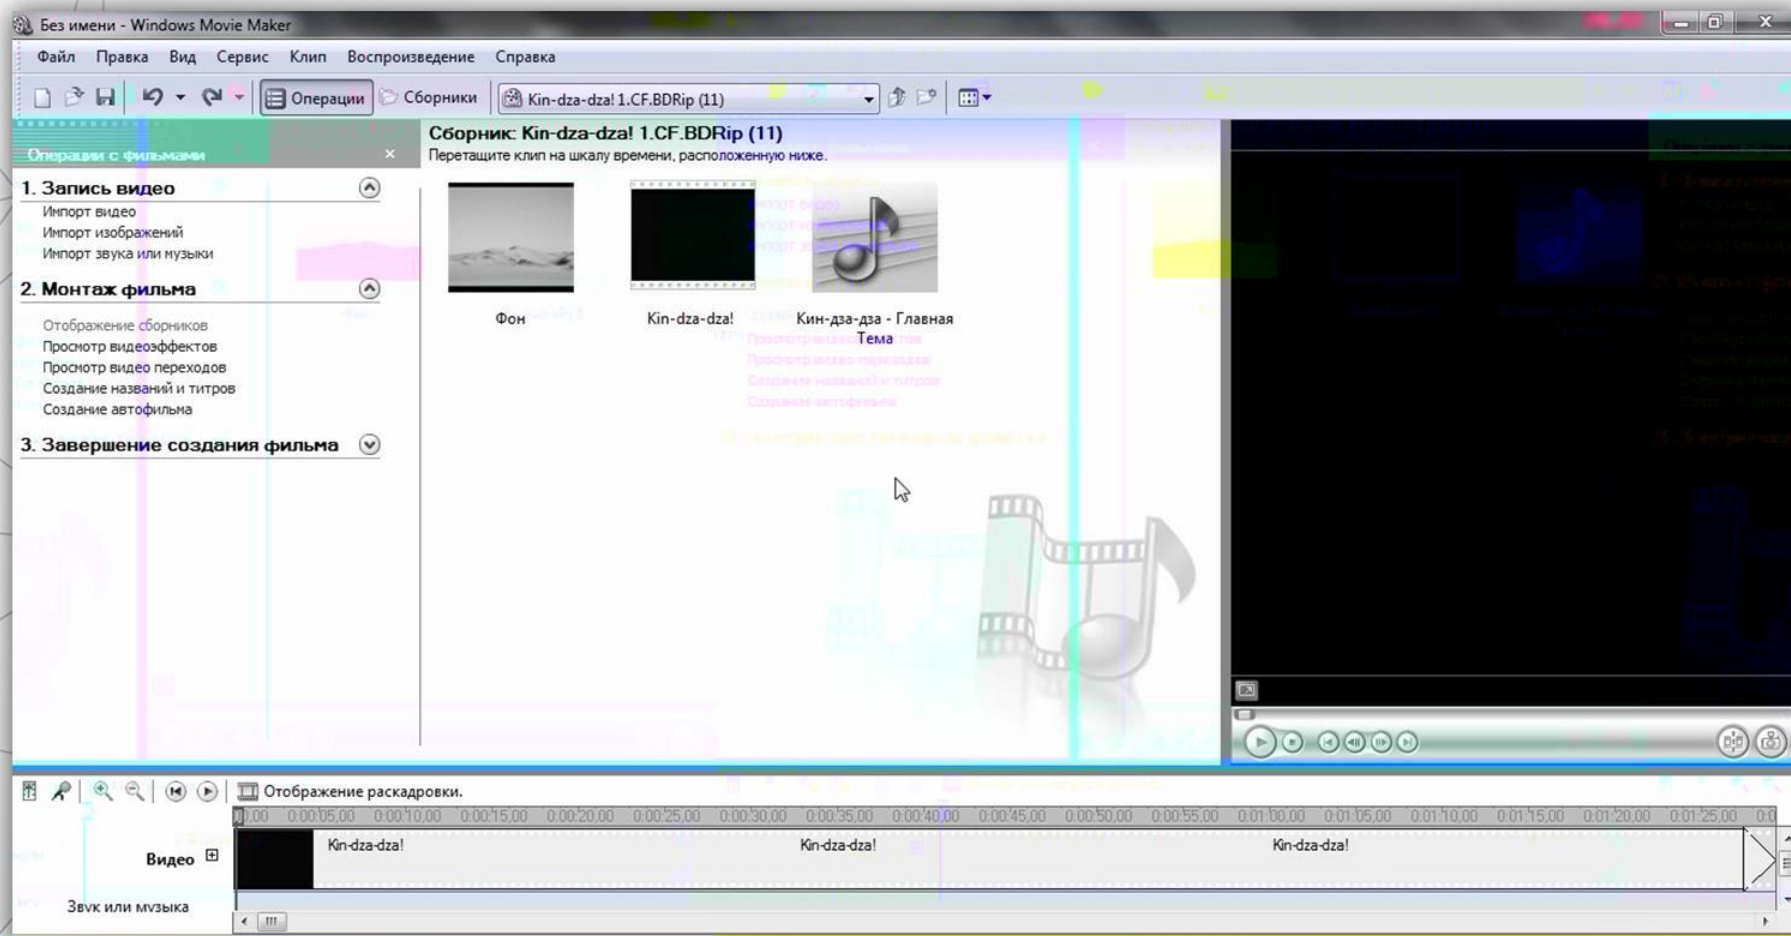 Без имени - Windows Movie Maker
Файл Правка Вид Сервис Клип Воспроизведение Справка
Операции Сборники Kin-dza-dza! 1.CF.BDRip (11)
Операции с фильмами
1. Запись видео
Импорт видео
Импорт изображений
Импорт звука или музыки
2. Монтаж фильма
Отображение сборников
Просмотр видеоэффектов
Просмотр видео переходов
Создание названий и титров
Создание автофильма
3. Завершение создания фильма
Сборник: Kin-dza-dza! 1.CF.BDRip (11)
Перетащите клип на шкалу времени, расположенную ниже.
Фон
Kin-dza-dza!
Кин-дза-дза - Главная
Тема
Отображение раскадровки.
0:00:05,00 0:00:10,00 0:00:15,00 0:00:20,00 0:00:25,00 0:00:30,00 0:00:35,00 0:00:40,00 0:00:45,00 0:00:50,00 0:00:55,00 0:01:00,00 0:01:05,00 0:01:10,00 0:01:15,00 0:01:20,00 0:01:25,00
Видео Kin-dza-dza! Kin-dza-dza! Kin-dza-dza!
Звук или музыка